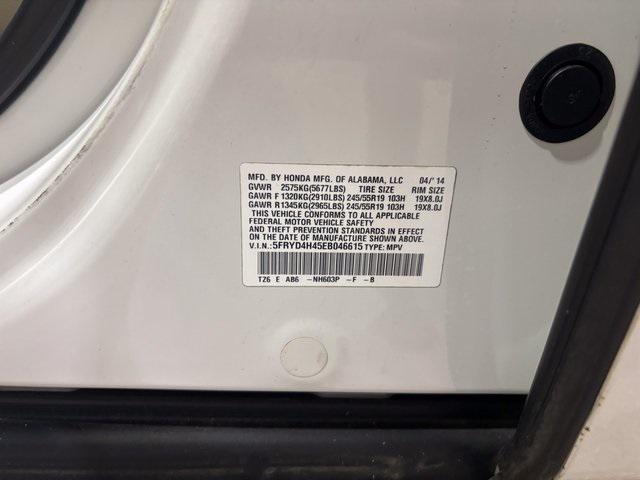 MFD. BY HONDA MFG. OF ALABAMA, LLC 04/'14
GVWR 2575KG(5677LBS) TIRE SIZE RIM SIZE
GAWR F 1320KG(2910LBS) 245/55R19 103H 19X8.0J
GAWR R1345KG(2965LBS) 245/55R19 103H 19X8.0J
THIS VEHICLE CONFORMS TO ALL APPLICABLE
FEDERAL MOTOR VEHICLE SAFETY
AND THEFT PREVENTION STANDARDS IN EFFECT
ON THE DATE OF MANUFACTURE SHOWN ABOVE.
V.I.N.: 5FRYD4H45EB046615 TYPE: MPV
TZ6 E AB6 -NH603P -F -B